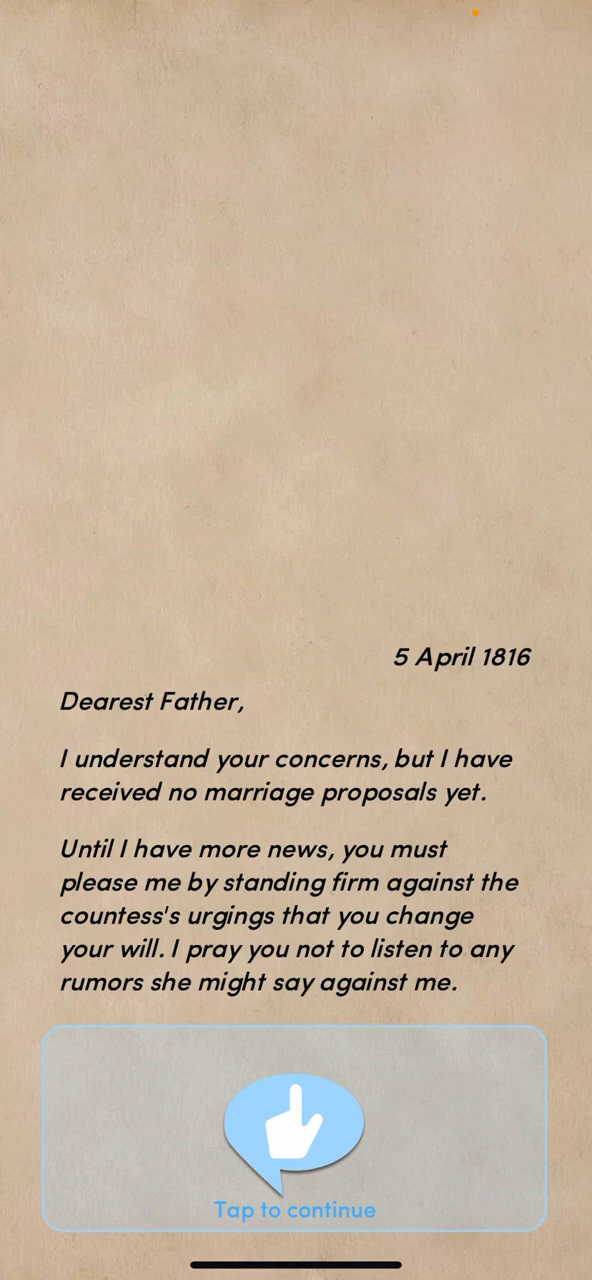 5 April 1816
Dearest Father,
I understand your concerns, but I have
received no marriage proposals yet.
Until I have more news, you must
please me by standing firm against the
countess's urgings that you change
your will. I pray you not to listen to any
rumors she might say against me.
Tap to continue